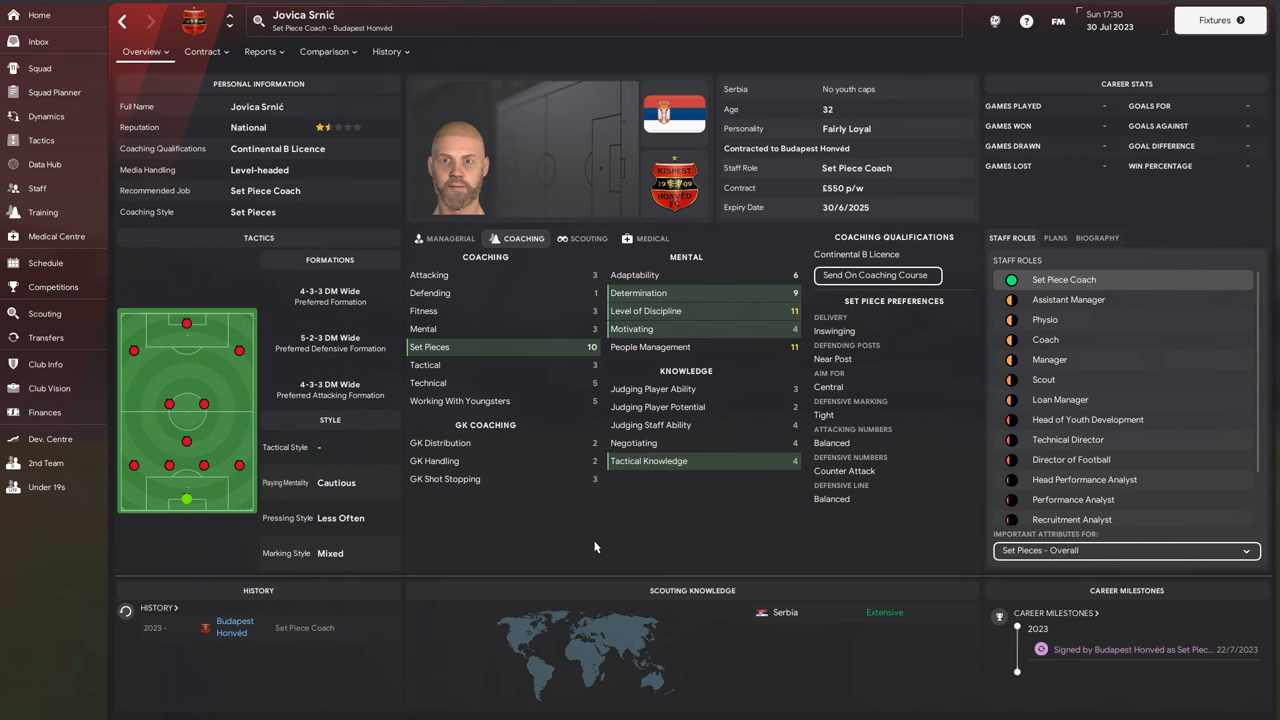 Home
Inbox
Squad
Squad Planner
Dynamics
Tactics
Data Hub
Staff
Training
Medical Centre
Schedule
Competitions
Scouting
Transfers
Club Info
Club Vision
Finances
Dev. Centre
2nd Team
Under 19s
Jovica Srnić
Set Piece Coach - Budapest Honvéd
FM
Sun 17:30
30 Jul 2023
Fixtures
Overview
Contract
Reports
Comparison
History
PERSONAL INFORMATION
Full Name Jovica Srnić
Reputation National
Coaching Qualifications Continental B Licence
Media Handling Level-headed
Recommended Job Set Piece Coach
Coaching Style Set Pieces
KISPEST
19 09
HONVÉD
FC
Serbia No youth caps
Age 32
Personality Fairly Loyal
Contracted to Budapest Honvéd
Staff Role Set Piece Coach
Contract £550 p/w
Expiry Date 30/6/2025
CAREER STATS
GAMES PLAYED - GOALS FOR -
GAMES WON - GOALS AGAINST -
GAMES DRAWN - GOAL DIFFERENCE -
GAMES LOST - WIN PERCENTAGE -
TACTICS
FORMATIONS
4-3-3 DM Wide
Preferred Formation
5-2-3 DM Wide
Preferred Defensive Formation
4-3-3 DM Wide
Preferred Attacking Formation
STYLE
Tactical Style -
Playing Mentality Cautious
Pressing Style Less Often
Marking Style Mixed
MANAGERIAL
COACHING
SCOUTING
MEDICAL
COACHING
Attacking 3
Defending 1
Fitness 3
Mental 3
Set Pieces 10
Tactical 3
Technical 5
Working With Youngsters 5
GK COACHING
GK Distribution 2
GK Handling 2
GK Shot Stopping 3
MENTAL
Adaptability 6
Determination 9
Level of Discipline 11
Motivating 4
People Management 11
KNOWLEDGE
Judging Player Ability 3
Judging Player Potential 2
Judging Staff Ability 4
Negotiating 4
Tactical Knowledge 4
COACHING QUALIFICATIONS
Continental B Licence
Send On Coaching Course
SET PIECE PREFERENCES
DELIVERY
Inswinging
DEFENDING POSTS
Near Post
AIM FOR
Central
DEFENSIVE MARKING
Tight
ATTACKING NUMBERS
Balanced
DEFENSIVE NUMBERS
Counter Attack
DEFENSIVE LINE
Balanced
STAFF ROLES
PLANS
BIOGRAPHY
STAFF ROLES
Set Piece Coach
Assistant Manager
Physio
Coach
Manager
Scout
Loan Manager
Head of Youth Development
Technical Director
Director of Football
Head Performance Analyst
Performance Analyst
Recruitment Analyst
IMPORTANT ATTRIBUTES FOR:
Set Pieces - Overall
HISTORY
HISTORY
2023 - Budapest Honvéd Set Piece Coach
SCOUTING KNOWLEDGE
Serbia Extensive
CAREER MILESTONES
CAREER MILESTONES
2023
Signed by Budapest Honvéd as Set Piec... 22/7/2023